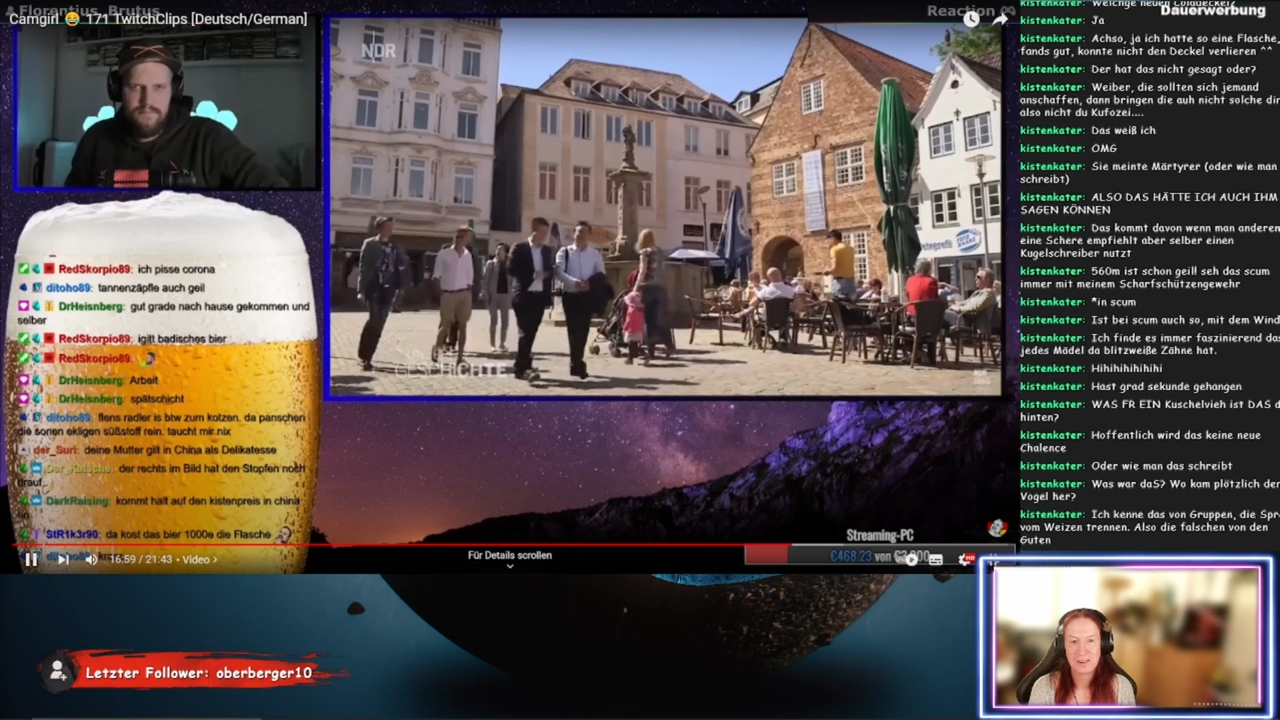 Florentius_Brutus
Camgirl 😂 171 TwitchClips [Deutsch/German]
Reaction
NDR
GESCHICHTE
RedSkorpio89: ich pisse corona
ditoho89: tannenzäpfle auch geil
DrHeisnberg: gut grade nach hause gekommen und
selber
RedSkorpio89: igitt badisches bier
RedSkorpio89:
DrHeisnberg: Arbeit
DrHeisnberg: spätschicht
ditoho89: flens radler is btw zum kotzen. da panschen
die sonen ekligen süßstoff rein. taucht mir nix
der_Suri: deine Mutter gilt in China als Delikatesse
Der_Kutscher: der rechts im Bild hat den Stopfen noch
drauf
DarkRaising: kommt halt auf den kistenpreis in china
StR1k3r90: da kost das bier 1000e die Flasche
16:59 / 21:43 • Video
Für Details scrollen
Streaming-PC
€468.23 von
Letzter Follower: oberberger10
Dauerwerbung
kistenkater:
kistenkater: Ja
kistenkater: Achso, ja ich hatte so eine Flasche,
fands gut, konnte nicht den Deckel verlieren ^^
kistenkater: Der hat das nicht gesagt oder?
kistenkater: Weiber, die sollten sich jemand
anschaffen, dann bringen die auh nicht solche
also nicht du Kufozei....
kistenkater: Das weiß ich
kistenkater: OMG
kistenkater: Sie meinte Märtyrer (oder wie man
schreibt)
kistenkater: ALSO DAS HÄTTE ICH AUCH IHM
SAGEN KÖNNEN
kistenkater: Das kommt davon wenn man anderen
eine Schere empfiehlt aber selber einen
Kugelschreiber nutzt
kistenkater: 560m ist schon geill seh das scum
immer mit meinem Scharfschützengewehr
kistenkater: *in scum
kistenkater: Ist bei scum auch so, mit dem Wind
kistenkater: Ich finde es immer faszinierend das
jedes Mädel da blitzweiße Zähne hat.
kistenkater: Hihihihihihi
kistenkater: Hast grad sekunde gehangen
kistenkater: WAS FR EIN Kuschelvieh ist DAS
hinten?
kistenkater: Hoffentlich wird das keine neue
Chalence
kistenkater: Oder wie man das schreibt
kistenkater: Was war daS? Wo kam plötzlich der
Vogel her?
kistenkater: Ich kenne das von Gruppen, die
vom Weizen trennen. Also die falschen von den
Guten